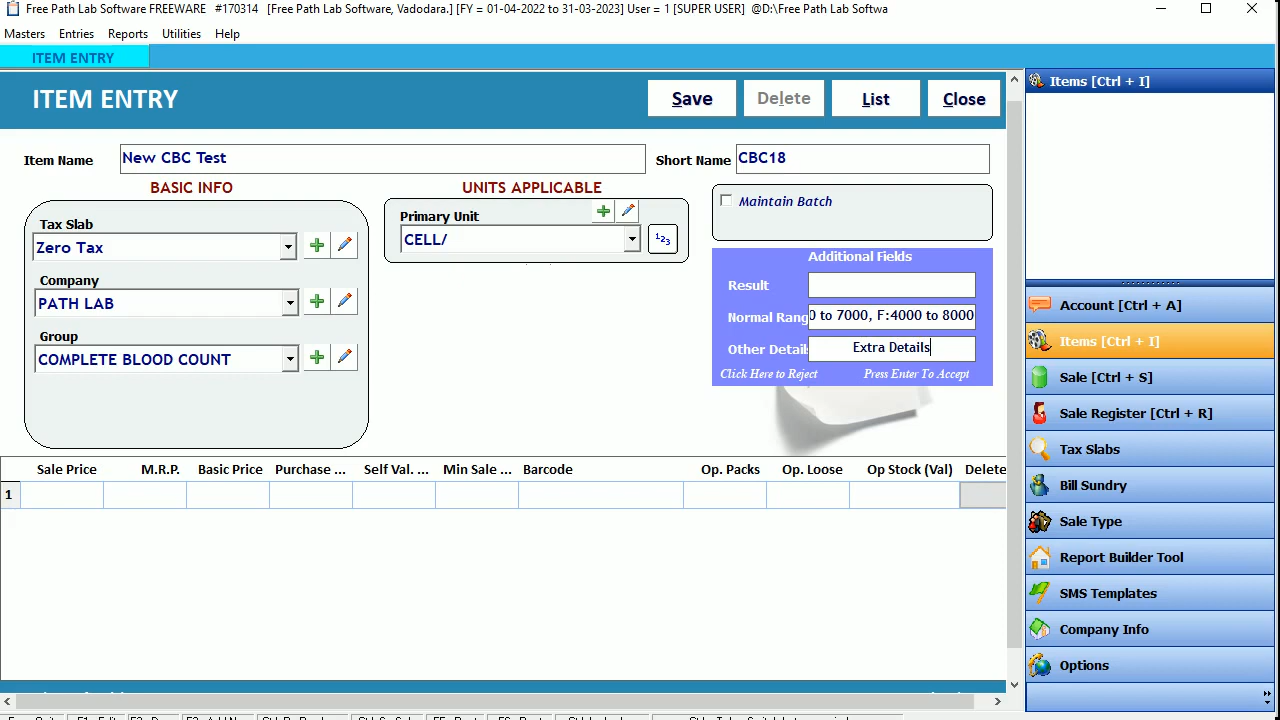 Free Path Lab Software FREEWARE #170314 [Free Path Lab Software, Vadodara.] [FY = 01-04-2022 to 31-03-2023] User = 1 [SUPER USER] @D:\Free Path Lab Softwa
Masters Entries Reports Utilities Help
ITEM ENTRY
ITEM ENTRY
Save Delete List Close
Item Name New CBC Test Short Name CBC18
BASIC INFO
Tax Slab
Zero Tax
Company
PATH LAB
Group
COMPLETE BLOOD COUNT
UNITS APPLICABLE
Primary Unit
CELL/
Maintain Batch
Additional Fields
Result
Normal Rang 0 to 7000, F:4000 to 8000
Other Detail Extra Details
Click Here to Reject Press Enter To Accept
Sale Price M.R.P. Basic Price Purchase ... Self Val. ... Min Sale ... Barcode Op. Packs Op. Loose Op Stock (Val) Delete
1
Items [Ctrl + I]
Account [Ctrl + A]
Items [Ctrl + I]
Sale [Ctrl + S]
Sale Register [Ctrl + R]
Tax Slabs
Bill Sundry
Sale Type
Report Builder Tool
SMS Templates
Company Info
Options